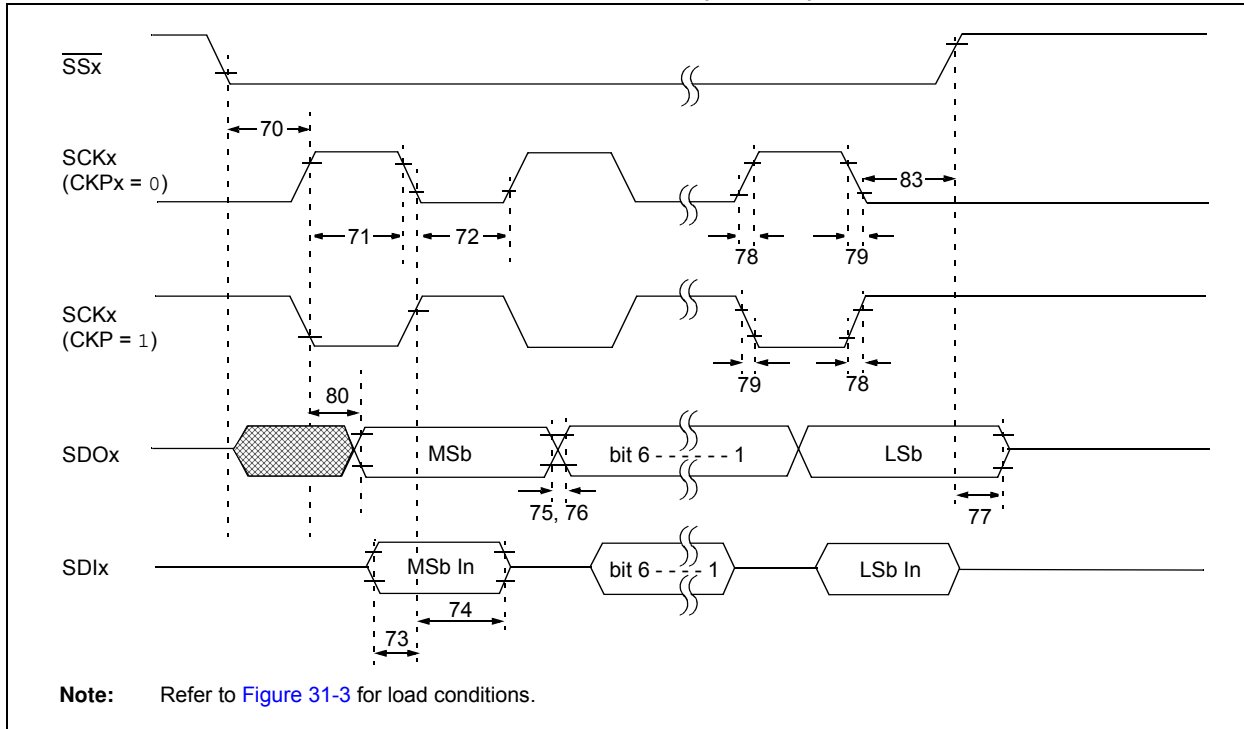 SSx
70
SCKx
(CKPx = 0)
83
71
72
78
79
SCKx
(CKP = 1)
79
78
80
SDOx
MSb
bit 6 - - - - - - 1
LSb
75, 76
77
SDIx
MSb In
bit 6 - - - - 1
LSb In
74
73
Note: Refer to Figure 31-3 for load conditions.